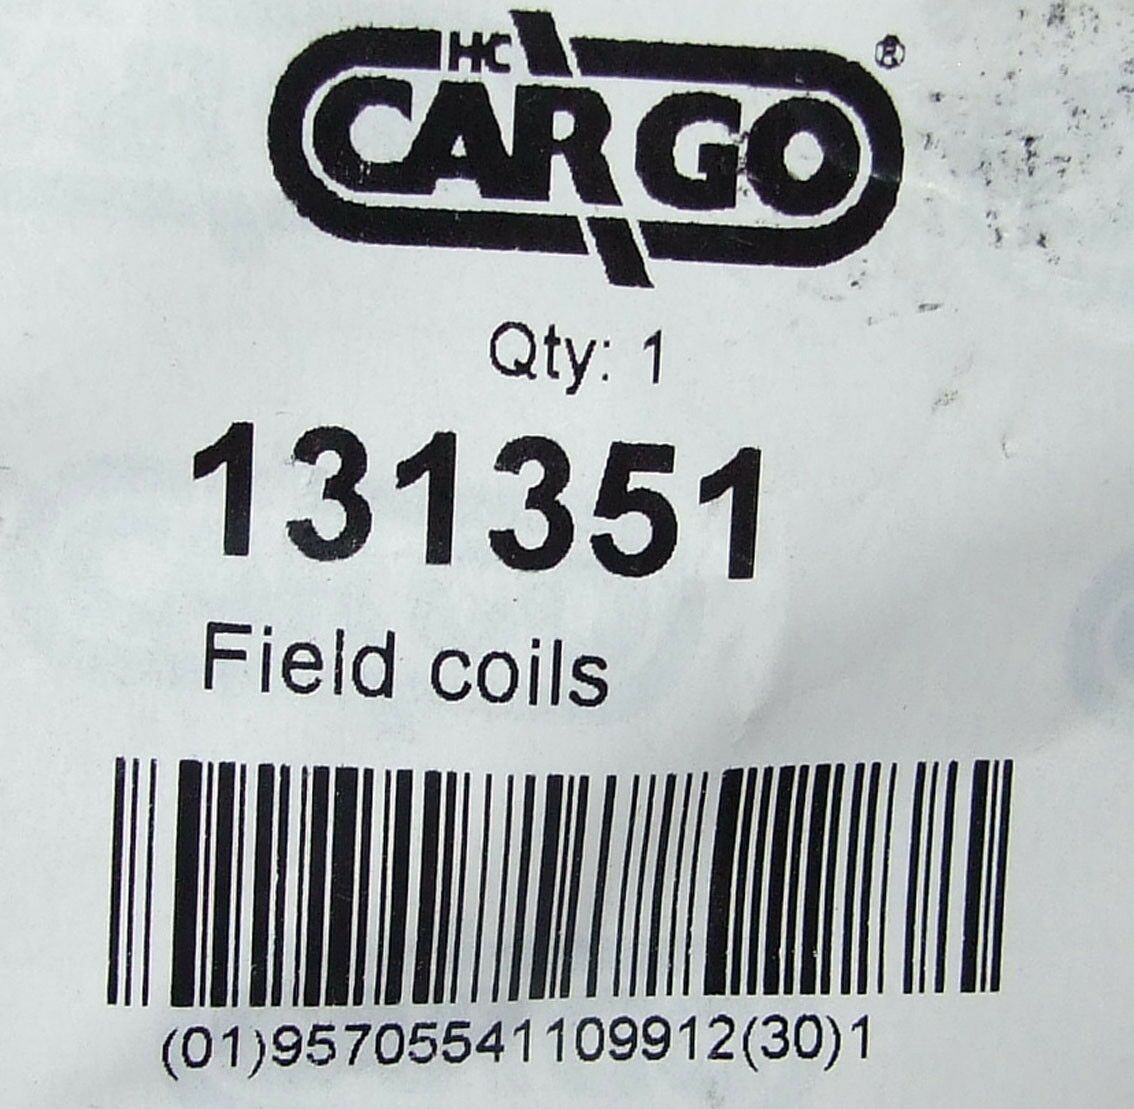 HC
CARGO®
Qty: 1
131351
Field coils
(01)95705541109912(30)1